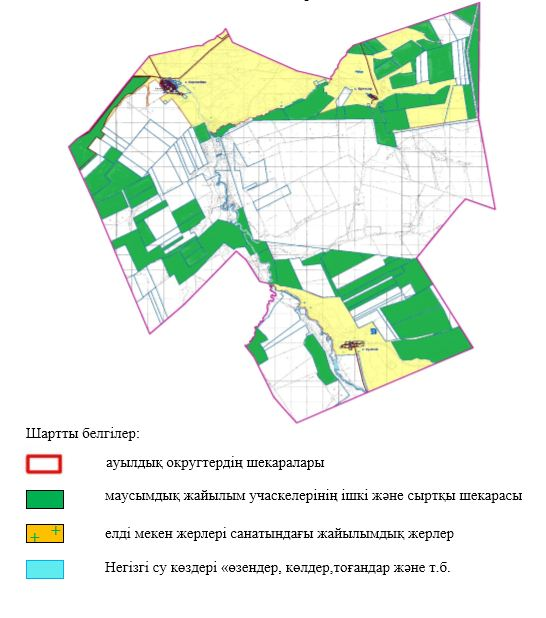 Шартты белгілер:
ауылдық округтердің шекаралары
маусымдық жайылым учаскелерінің ішкі және сыртқы шекарасы
елді мекен жерлері санатындағы жайылымдық жерлер
Негізгі су көздері «өзендер, көлдер,тоғандар және т.б.